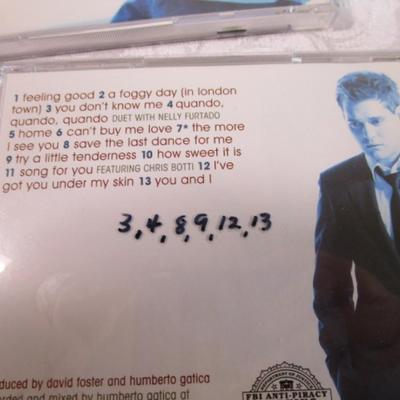 1 feeling good 2 a foggy day (in london
town) 3 you don't know me 4 quando,
quando, quando DUET WITH NELLY FURTADO
5 home 6 can't buy me love 7* the more
I see you 8 save the last dance for me
9 try a little tenderness 10 how sweet it is
11 song for you FEATURING CHRIS BOTTI 12 I've
got you under my skin 13 you and I
3, 4, 8, 9, 12, 13
duced by david foster and humberto gatica
orded and mixed by humberto gatica at
FBI ANTI-PIRACY